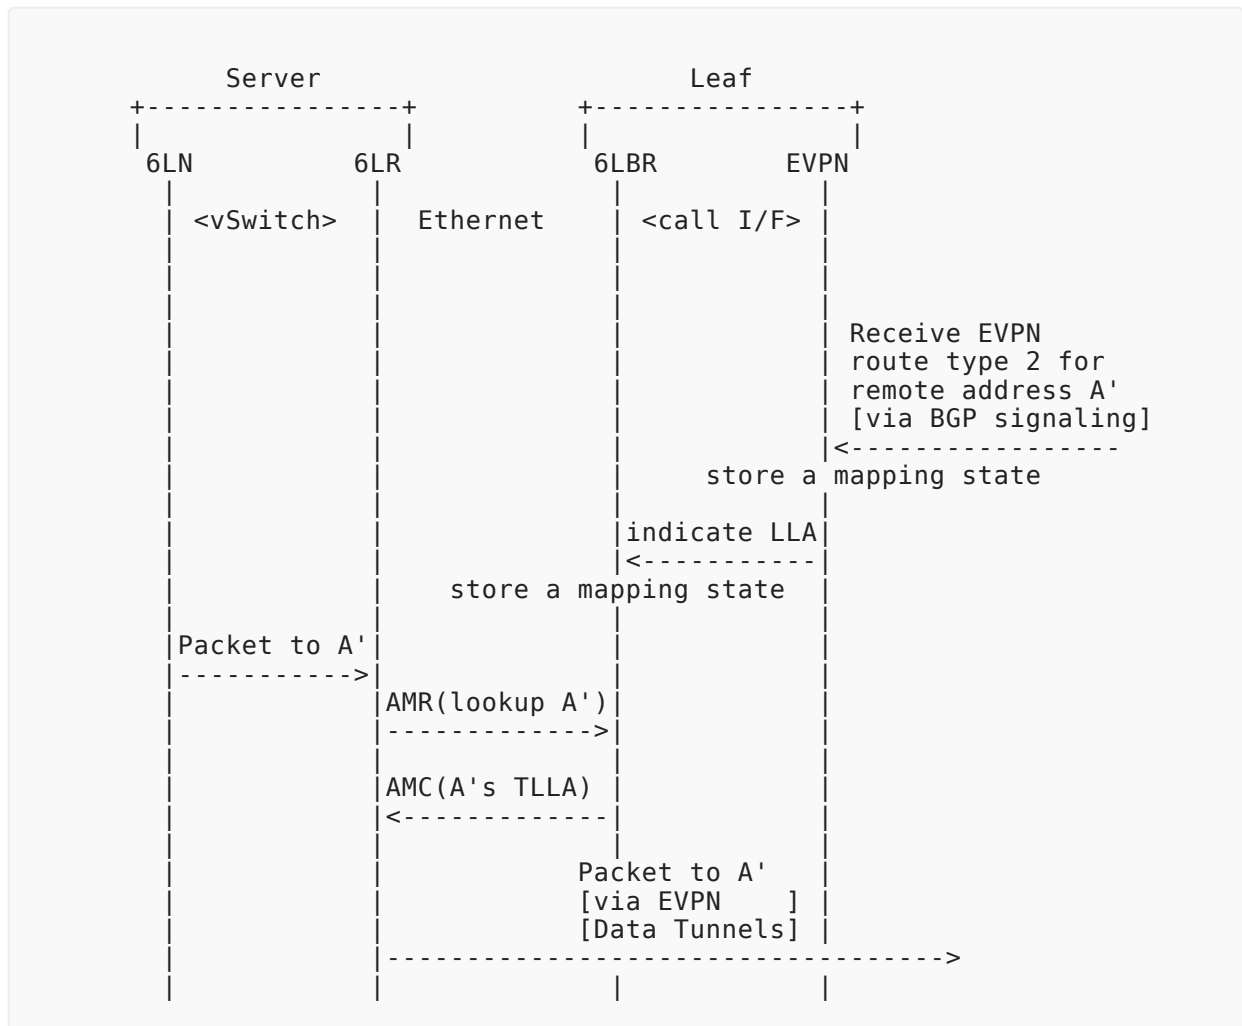 Server                       Leaf
+----------------+          +----------------+
|                |          |                |
6LN          6LR             6LBR        EVPN
<vSwitch>     Ethernet      <call I/F>
Receive EVPN
route type 2 for
remote address A'
[via BGP signaling]
<-----------------
store a mapping state
indicate LLA
<-----------
store a mapping state
Packet to A'
----------->
AMR(lookup A')
------------->
AMC(A's TLLA)
<-------------
Packet to A'
[via EVPN    ]
[Data Tunnels]
----------------------------------->